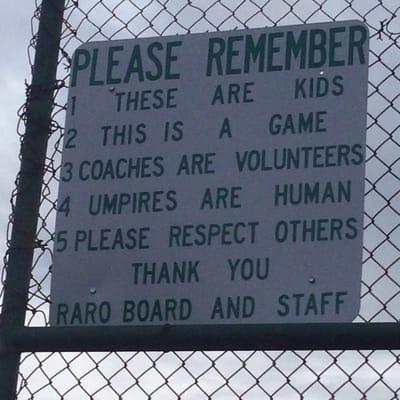 PLEASE REMEMBER
1 THESE ARE KIDS
2 THIS IS A GAME
3 COACHES ARE VOLUNTEERS
4 UMPIRES ARE HUMAN
5 PLEASE RESPECT OTHERS
THANK YOU
RARO BOARD AND STAFF